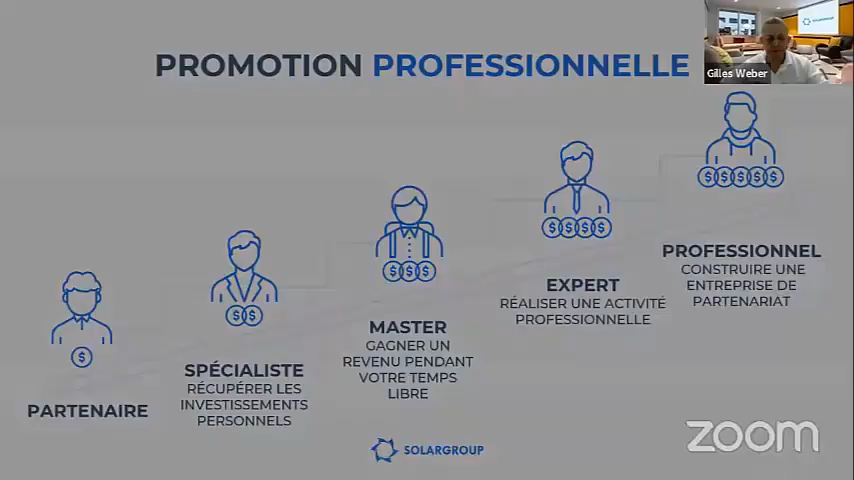 PROMOTION PROFESSIONNELLE
Gilles Weber
PROFESSIONNEL
CONSTRUIRE UNE
ENTREPRISE DE
PARTENARIAT
EXPERT
RÉALISER UNE ACTIVITÉ
PROFESSIONNELLE
MASTER
GAGNER UN
REVENU PENDANT
VOTRE TEMPS
LIBRE
SPÉCIALISTE
RÉCUPÉRER LES
INVESTISSEMENTS
PERSONNELS
PARTENAIRE
SOLARGROUP
zoom